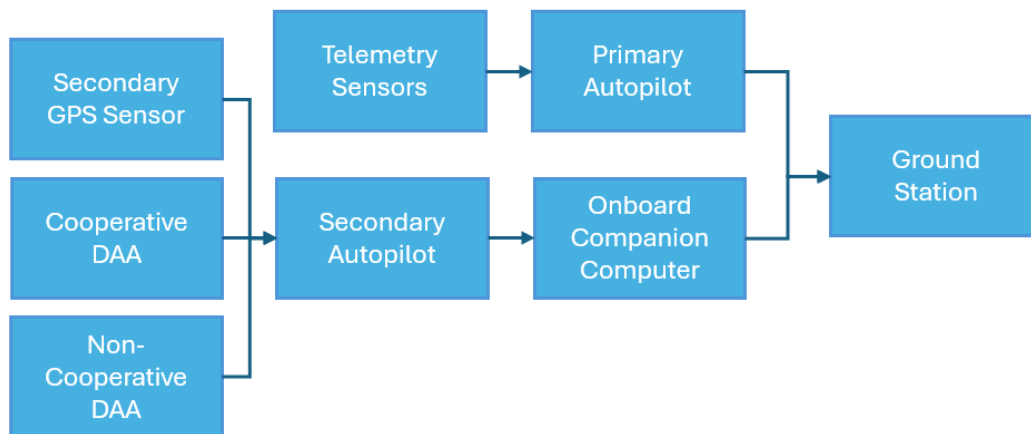 Secondary
GPS Sensor
Telemetry
Sensors
Primary
Autopilot
Ground
Station
Cooperative
DAA
Secondary
Autopilot
Onboard
Companion
Computer
Non-
Cooperative
DAA